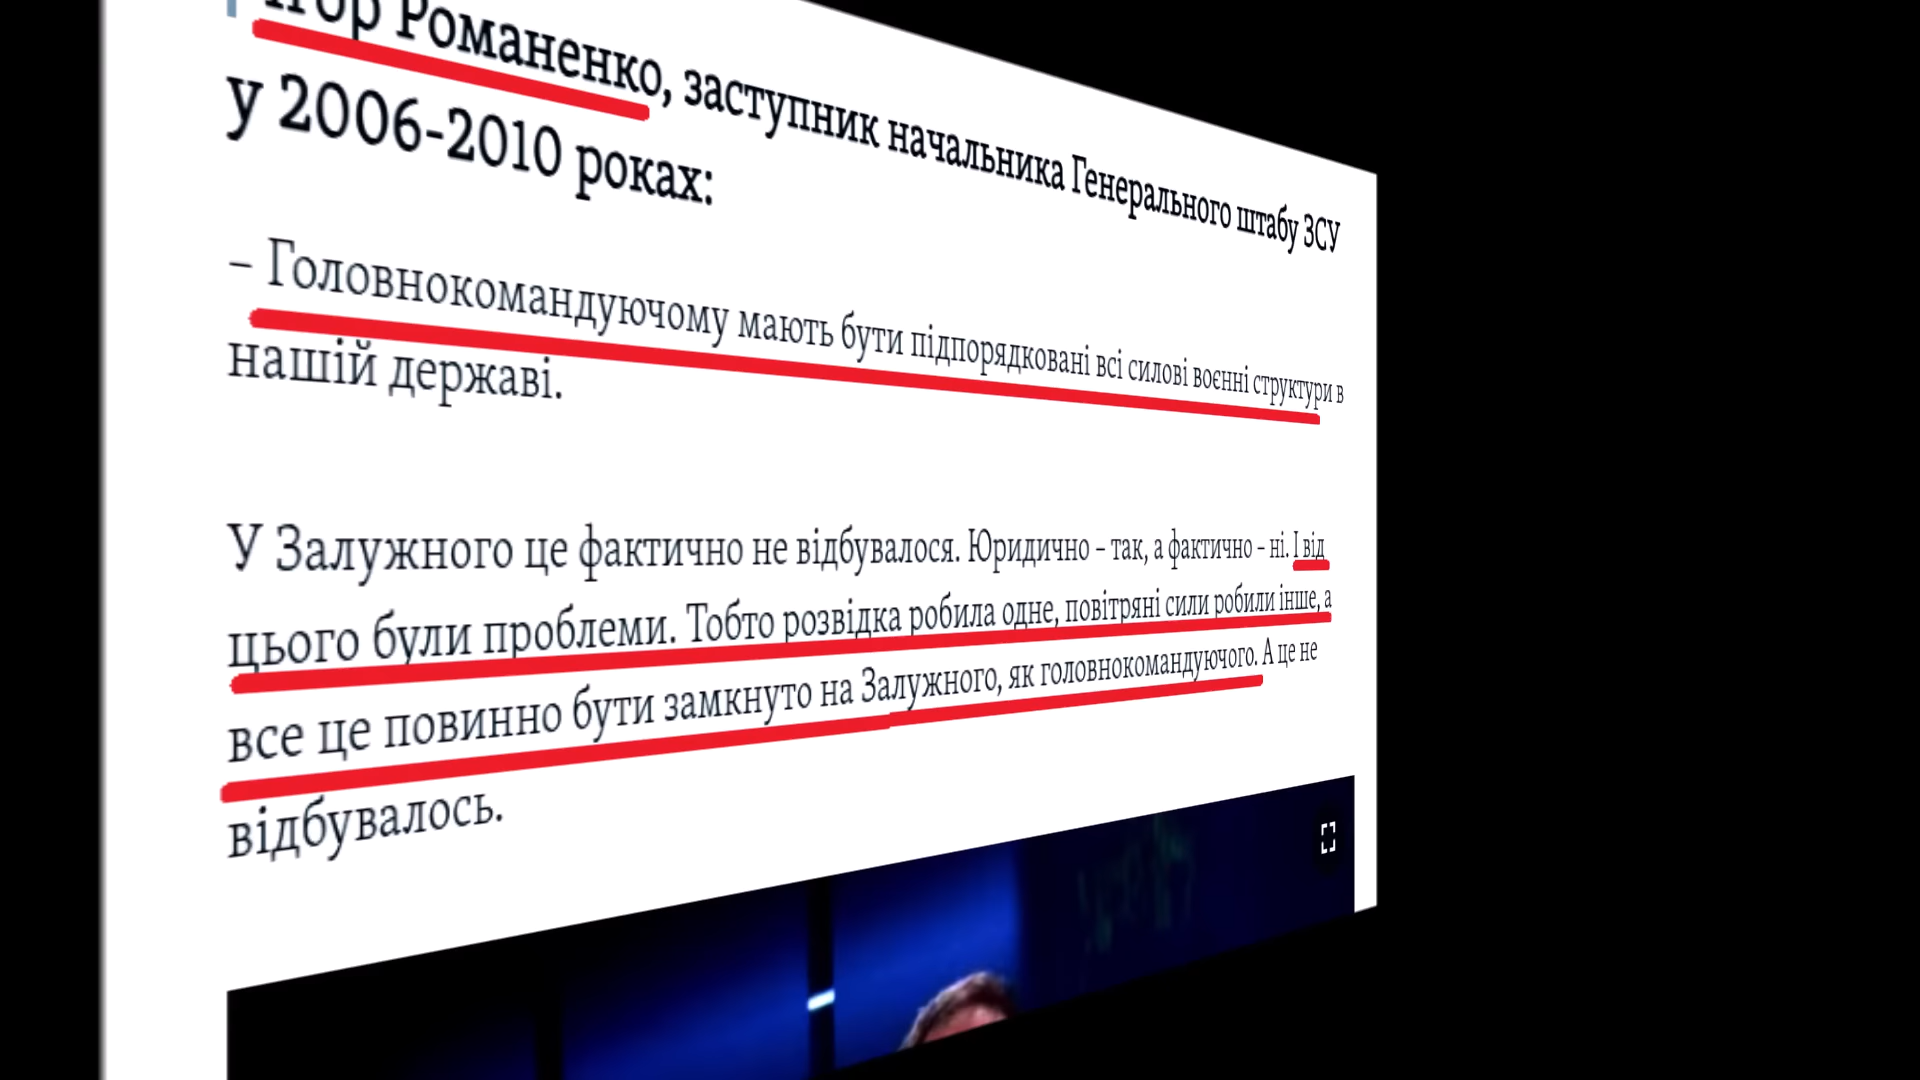 Ігор Романенко, заступник начальника Генерального штабу ЗСУ
у 2006-2010 роках:
– Головнокомандуючому мають бути підпорядковані всі силові воєнні структури в
нашій державі.
У Залужного це фактично не відбувалося. Юридично – так, а фактично – ні. І від
цього були проблеми. Тобто розвідка робила одне, повітряні сили робили інше, а
все це повинно бути замкнуто на Залужного, як головнокомандуючого. А це не
відбувалось.